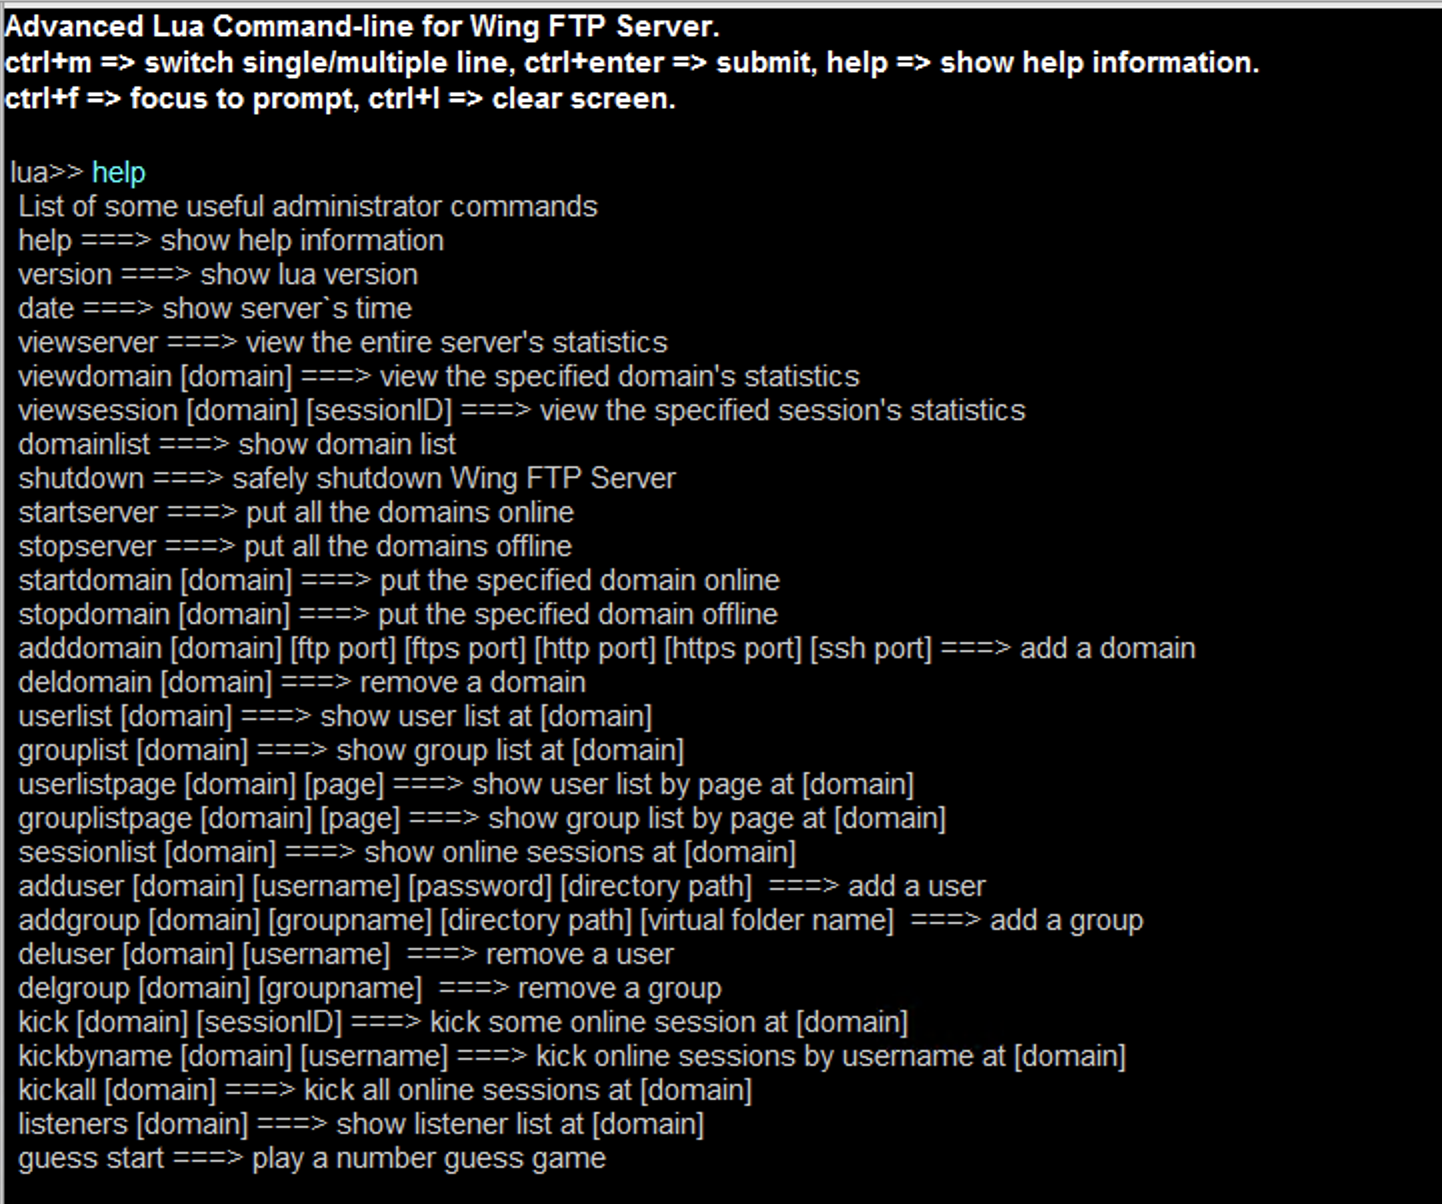 Advanced Lua Command-line for Wing FTP Server.
ctrl+m => switch single/multiple line, ctrl+enter => submit, help => show help information.
ctrl+f => focus to prompt, ctrl+l => clear screen.
lua>> help
List of some useful administrator commands
help ===> show help information
version ===> show lua version
date ===> show server`s time
viewserver ===> view the entire server's statistics
viewdomain [domain] ===> view the specified domain's statistics
viewsession [domain] [sessionID] ===> view the specified session's statistics
domainlist ===> show domain list
shutdown ===> safely shutdown Wing FTP Server
startserver ===> put all the domains online
stopserver ===> put all the domains offline
startdomain [domain] ===> put the specified domain online
stopdomain [domain] ===> put the specified domain offline
adddomain [domain] [ftp port] [ftps port] [http port] [https port] [ssh port] ===> add a domain
deldomain [domain] ===> remove a domain
userlist [domain] ===> show user list at [domain]
grouplist [domain] ===> show group list at [domain]
userlistpage [domain] [page] ===> show user list by page at [domain]
grouplistpage [domain] [page] ===> show group list by page at [domain]
sessionlist [domain] ===> show online sessions at [domain]
adduser [domain] [username] [password] [directory path]  ===> add a user
addgroup [domain] [groupname] [directory path] [virtual folder name]  ===> add a group
deluser [domain] [username]  ===> remove a user
delgroup [domain] [groupname]  ===> remove a group
kick [domain] [sessionID] ===> kick some online session at [domain]
kickbyname [domain] [username] ===> kick online sessions by username at [domain]
kickall [domain] ===> kick all online sessions at [domain]
listeners [domain] ===> show listener list at [domain]
guess start ===> play a number guess game